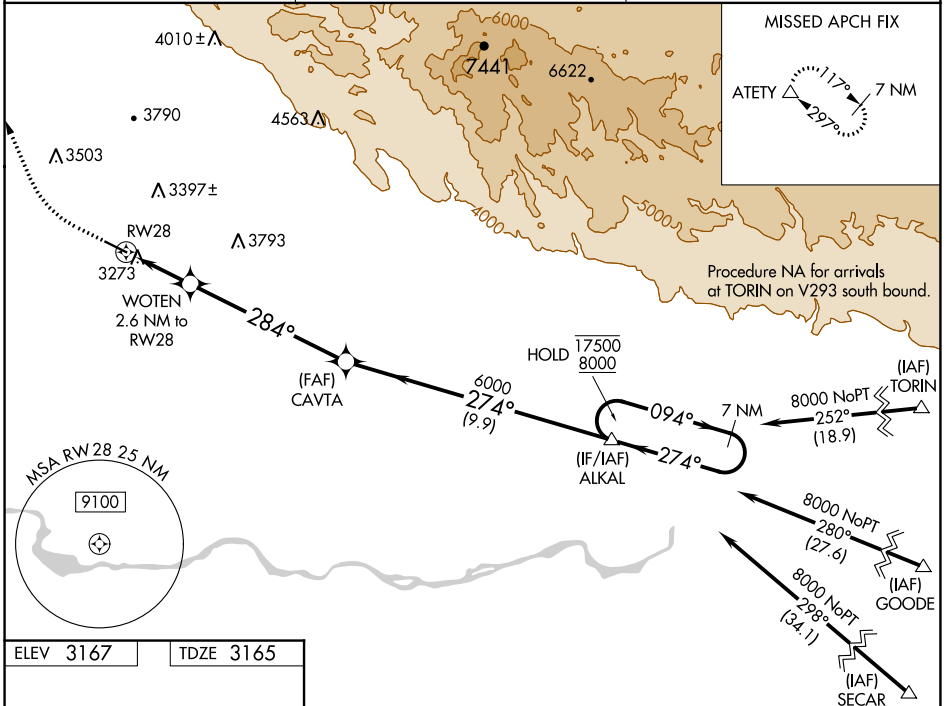 MISSED APCH FIX
ATETY
117°
297°
7 NM
4010 ±
6000
7441
6622
3790
4563
3503
3397 ±
4000
5000
RW28
3793
3273
WOTEN
2.6 NM to
RW28
284°
Procedure NA for arrivals
at TORIN on V293 south bound.
HOLD 17500
8000
(FAF)
CAVTA
6000
274°
(9.9)
094°
7 NM
274°
(IF/IAF)
ALKAL
(IAF)
TORIN
8000 NoPT
252°
(18.9)
8000 NoPT
280°
(27.6)
(IAF)
GOODE
8000 NoPT
298°
(34.1)
(IAF)
SECAR
MSA RW 28 25 NM
9100
ELEV 3167
TDZE 3165